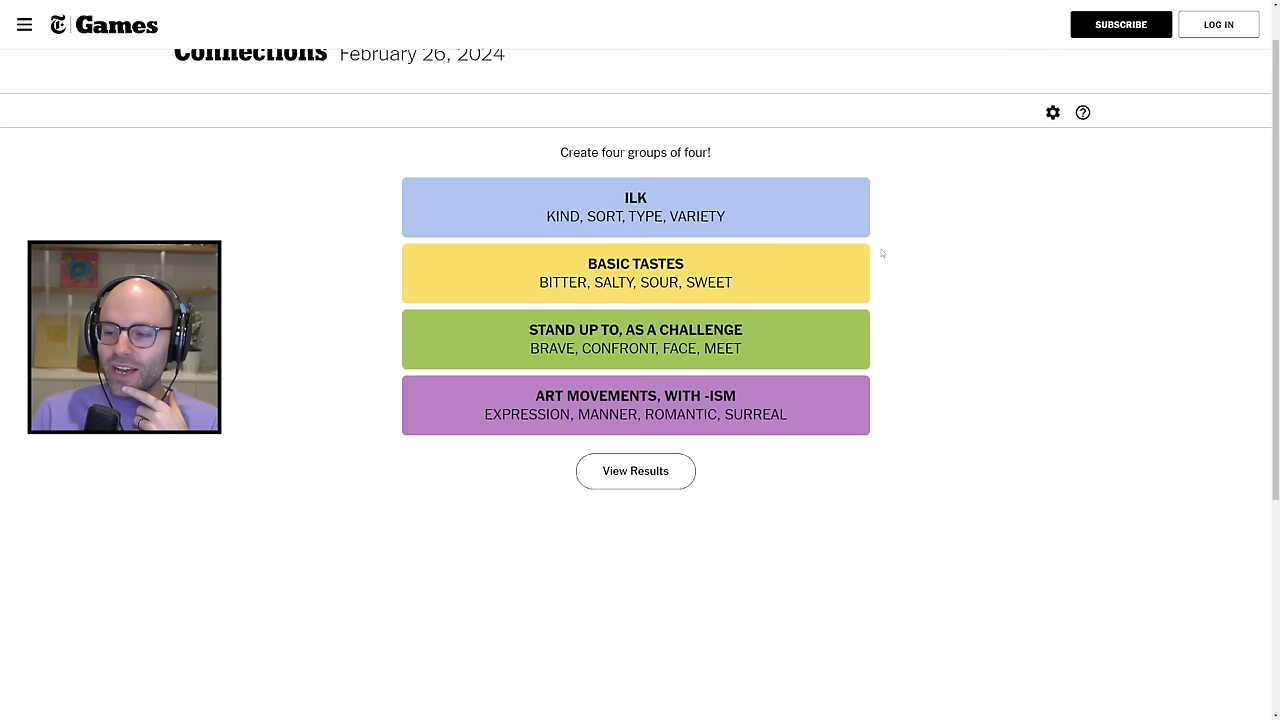 Games
SUBSCRIBE
LOG IN
Connections February 26, 2024
Create four groups of four!
ILK
KIND, SORT, TYPE, VARIETY
BASIC TASTES
BITTER, SALTY, SOUR, SWEET
STAND UP TO, AS A CHALLENGE
BRAVE, CONFRONT, FACE, MEET
ART MOVEMENTS, WITH -ISM
EXPRESSION, MANNER, ROMANTIC, SURREAL
View Results